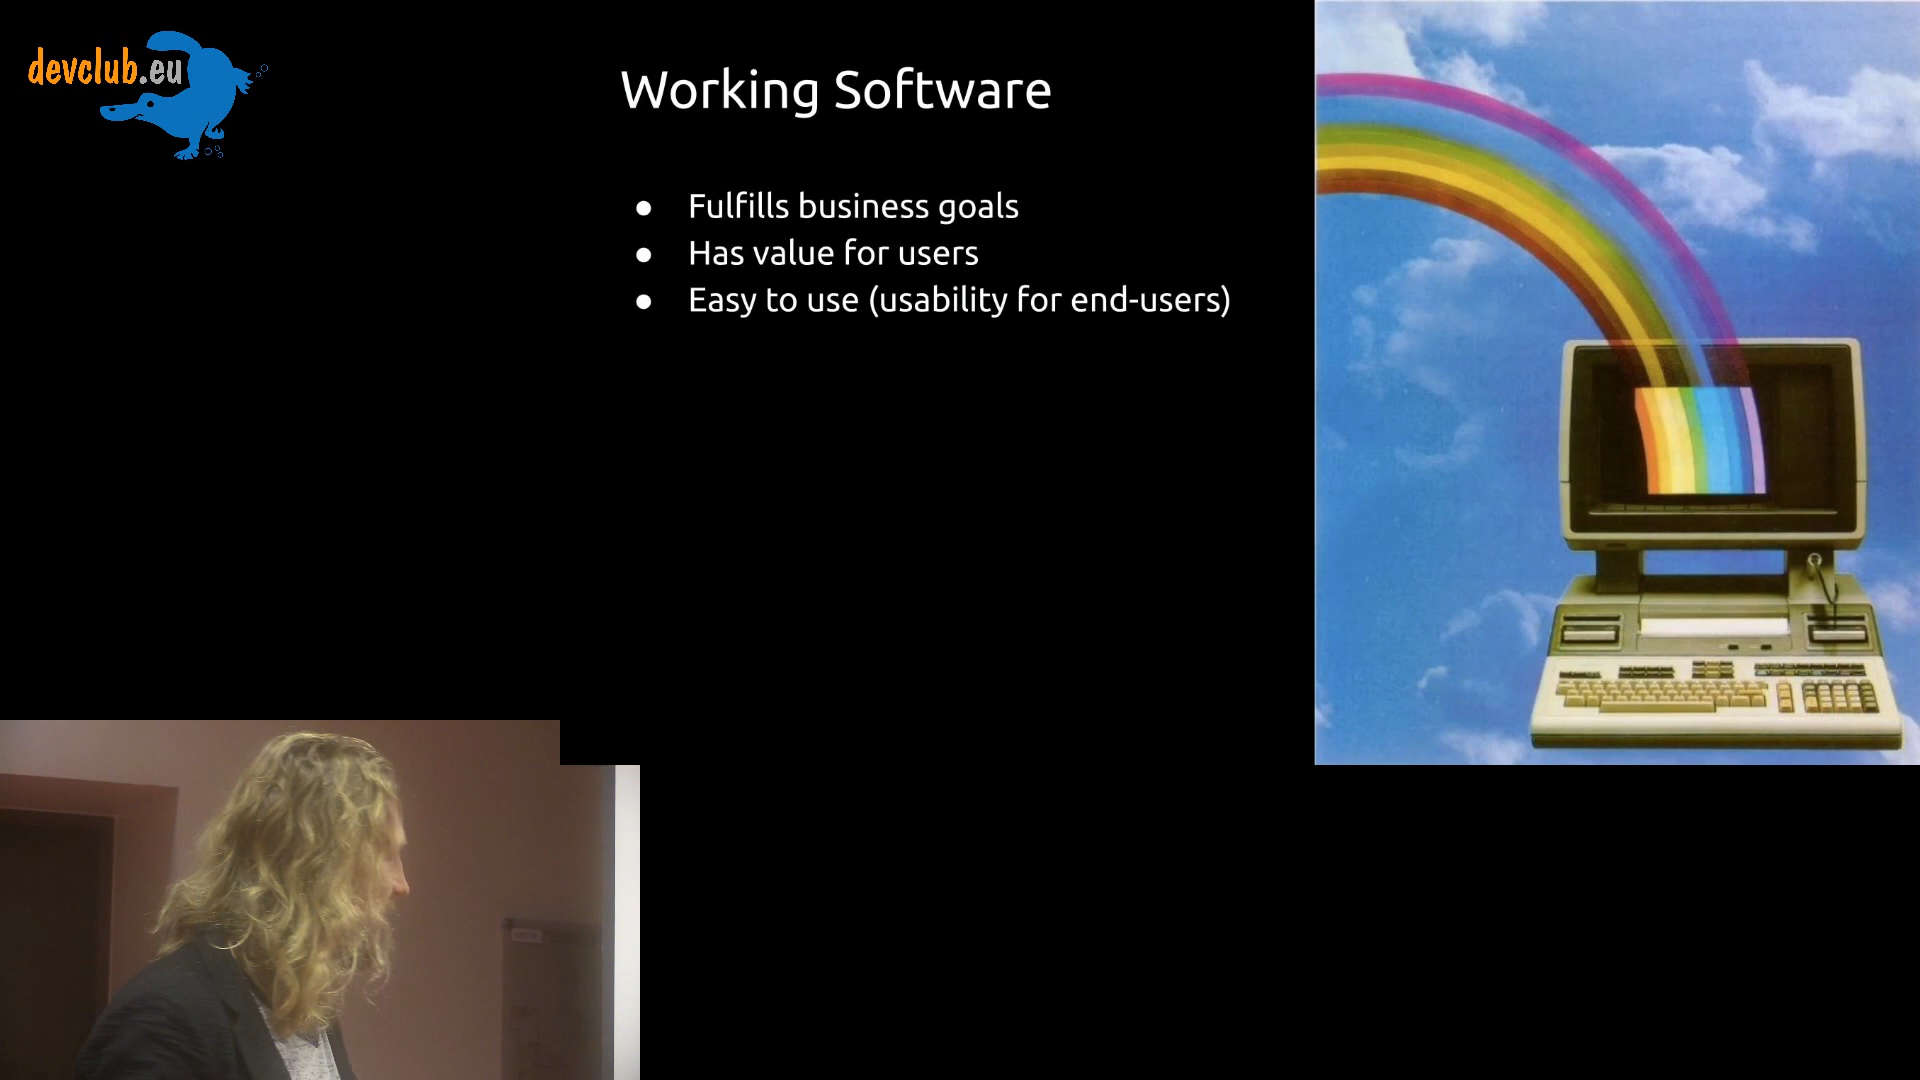 devclub.eu
Working Software
● Fulfills business goals
● Has value for users
● Easy to use (usability for end-users)